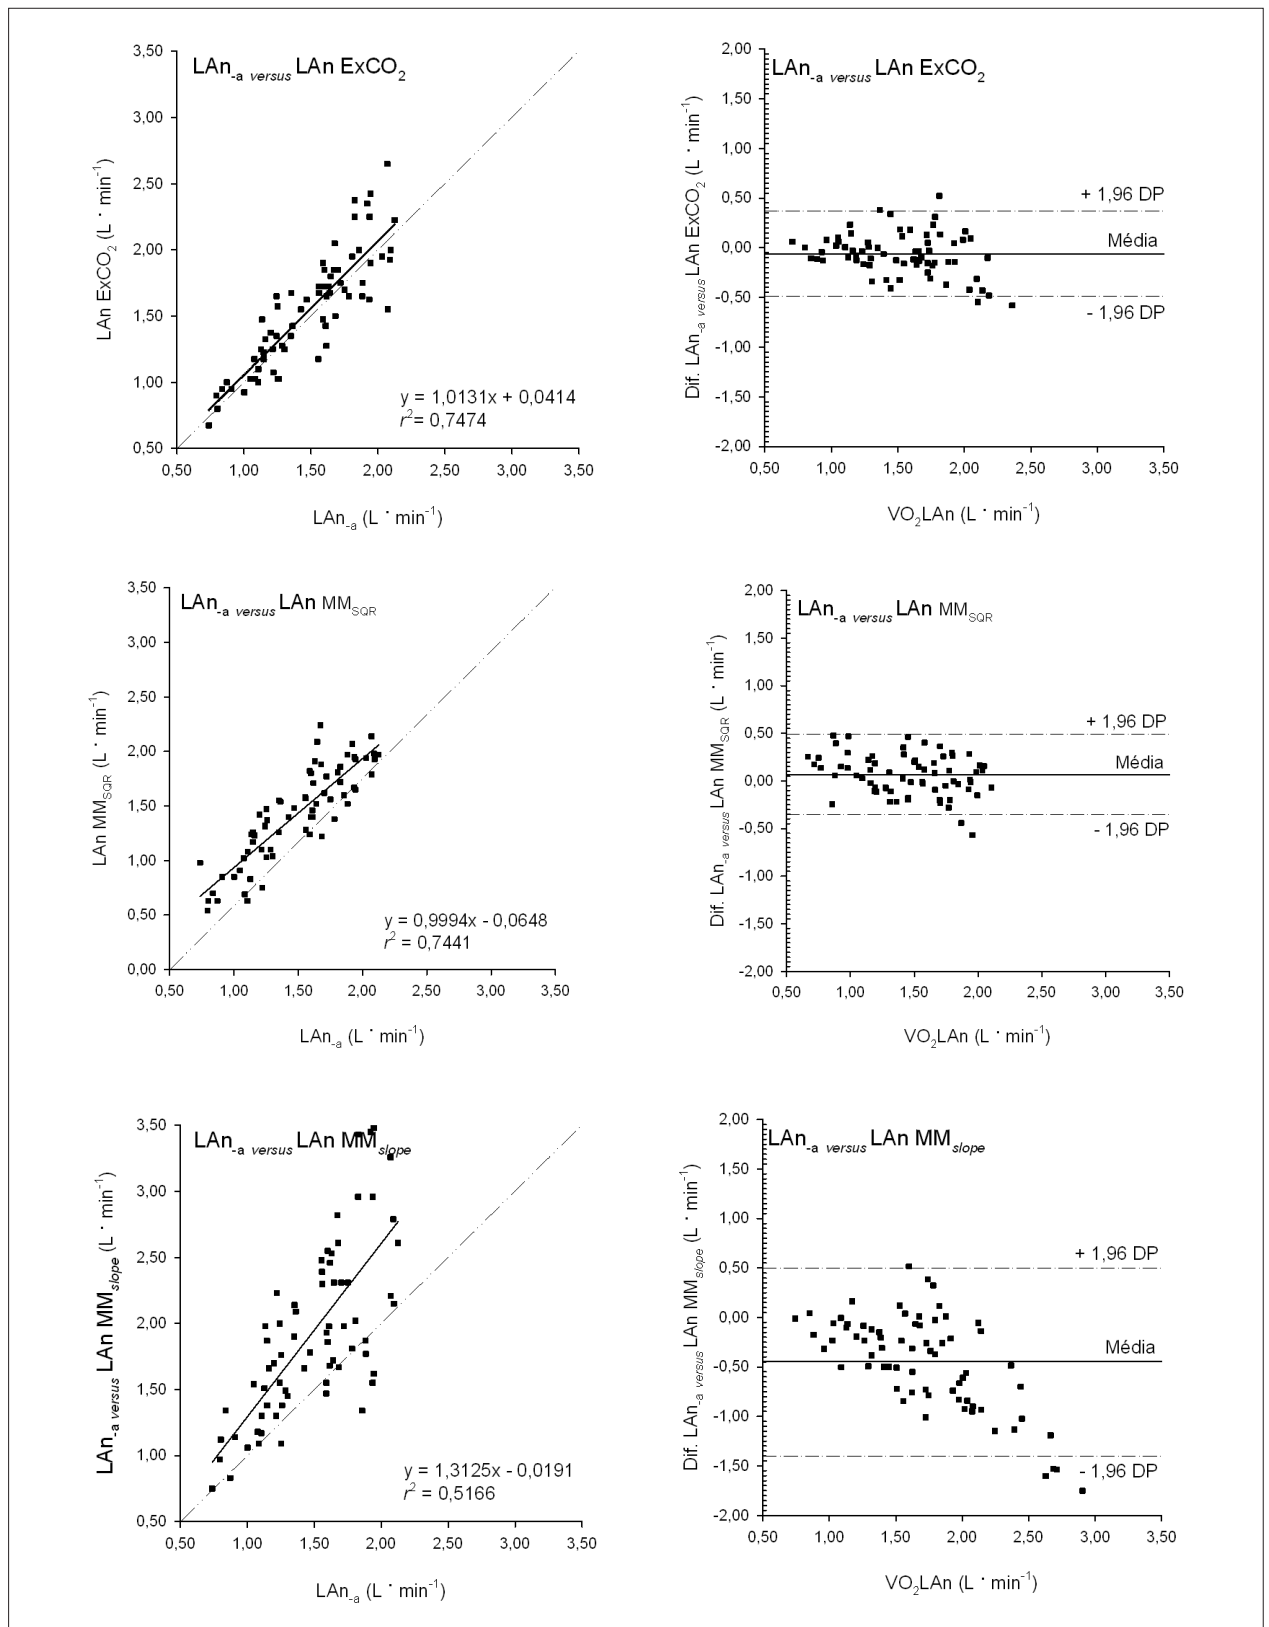 LAn-a versus LAn ExCO2
3,50
3,00
2,50
2,00
1,50
1,00
0,50
LAn ExCO2 (L · min-1)
y = 1,0131x + 0,0414
r2= 0,7474
0,50 1,00 1,50 2,00 2,50 3,00 3,50
LAn-a (L · min-1)
LAn-a versus LAn ExCO2
2,00
1,50
1,00
0,50
0,00
-0,50
-1,00
-1,50
-2,00
Dif. LAn-a versus LAn ExCO2 (L · min-1)
+ 1,96 DP
Média
- 1,96 DP
0,50 1,00 1,50 2,00 2,50 3,00 3,50
VO2LAn (L · min-1)
LAn-a versus LAn MMSQR
3,50
3,00
2,50
2,00
1,50
1,00
0,50
0,00
LAn MMSQR (L · min-1)
y = 0,9994x - 0,0648
r2 = 0,7441
0,50 1,00 1,50 2,00 2,50 3,00 3,50
LAn-a (L · min-1)
LAn-a versus LAn MMSQR
2,00
1,50
1,00
0,50
0,00
-0,50
-1,00
-1,50
-2,00
Dif. LAn-a versus LAn MMSQR (L · min-1)
+ 1,96 DP
Média
- 1,96 DP
0,50 1,00 1,50 2,00 2,50 3,00 3,50
VO2LAn (L · min-1)
LAn-a versus LAn MMslope
3,50
3,00
2,50
2,00
1,50
1,00
0,50
LAn-a versus LAn MMslope (L · min-1)
y = 1,3125x - 0,0191
r2 = 0,5166
0,50 1,00 1,50 2,00 2,50 3,00 3,50
LAn-a (L · min-1)
LAn-a versus LAn MMslope
2,00
1,50
1,00
0,50
0,00
-0,50
-1,00
-1,50
-2,00
Dif. LAn-a versus LAn MMslope (L · min-1)
+ 1,96 DP
Média
- 1,96 DP
0,50 1,00 1,50 2,00 2,50 3,00 3,50
VO2LAn (L · min-1)